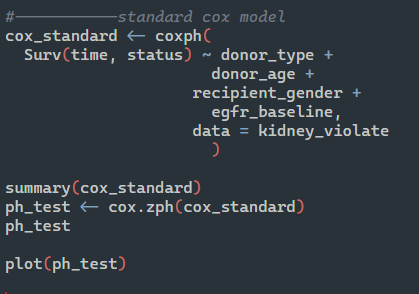 #——————————standard cox model
cox_standard <- coxph(
  Surv(time, status) ~ donor_type +
                       donor_age +
                     recipient_gender +
                       egfr_baseline,
                     data = kidney_violate
                       )
summary(cox_standard)
ph_test <- cox.zph(cox_standard)
ph_test
plot(ph_test)